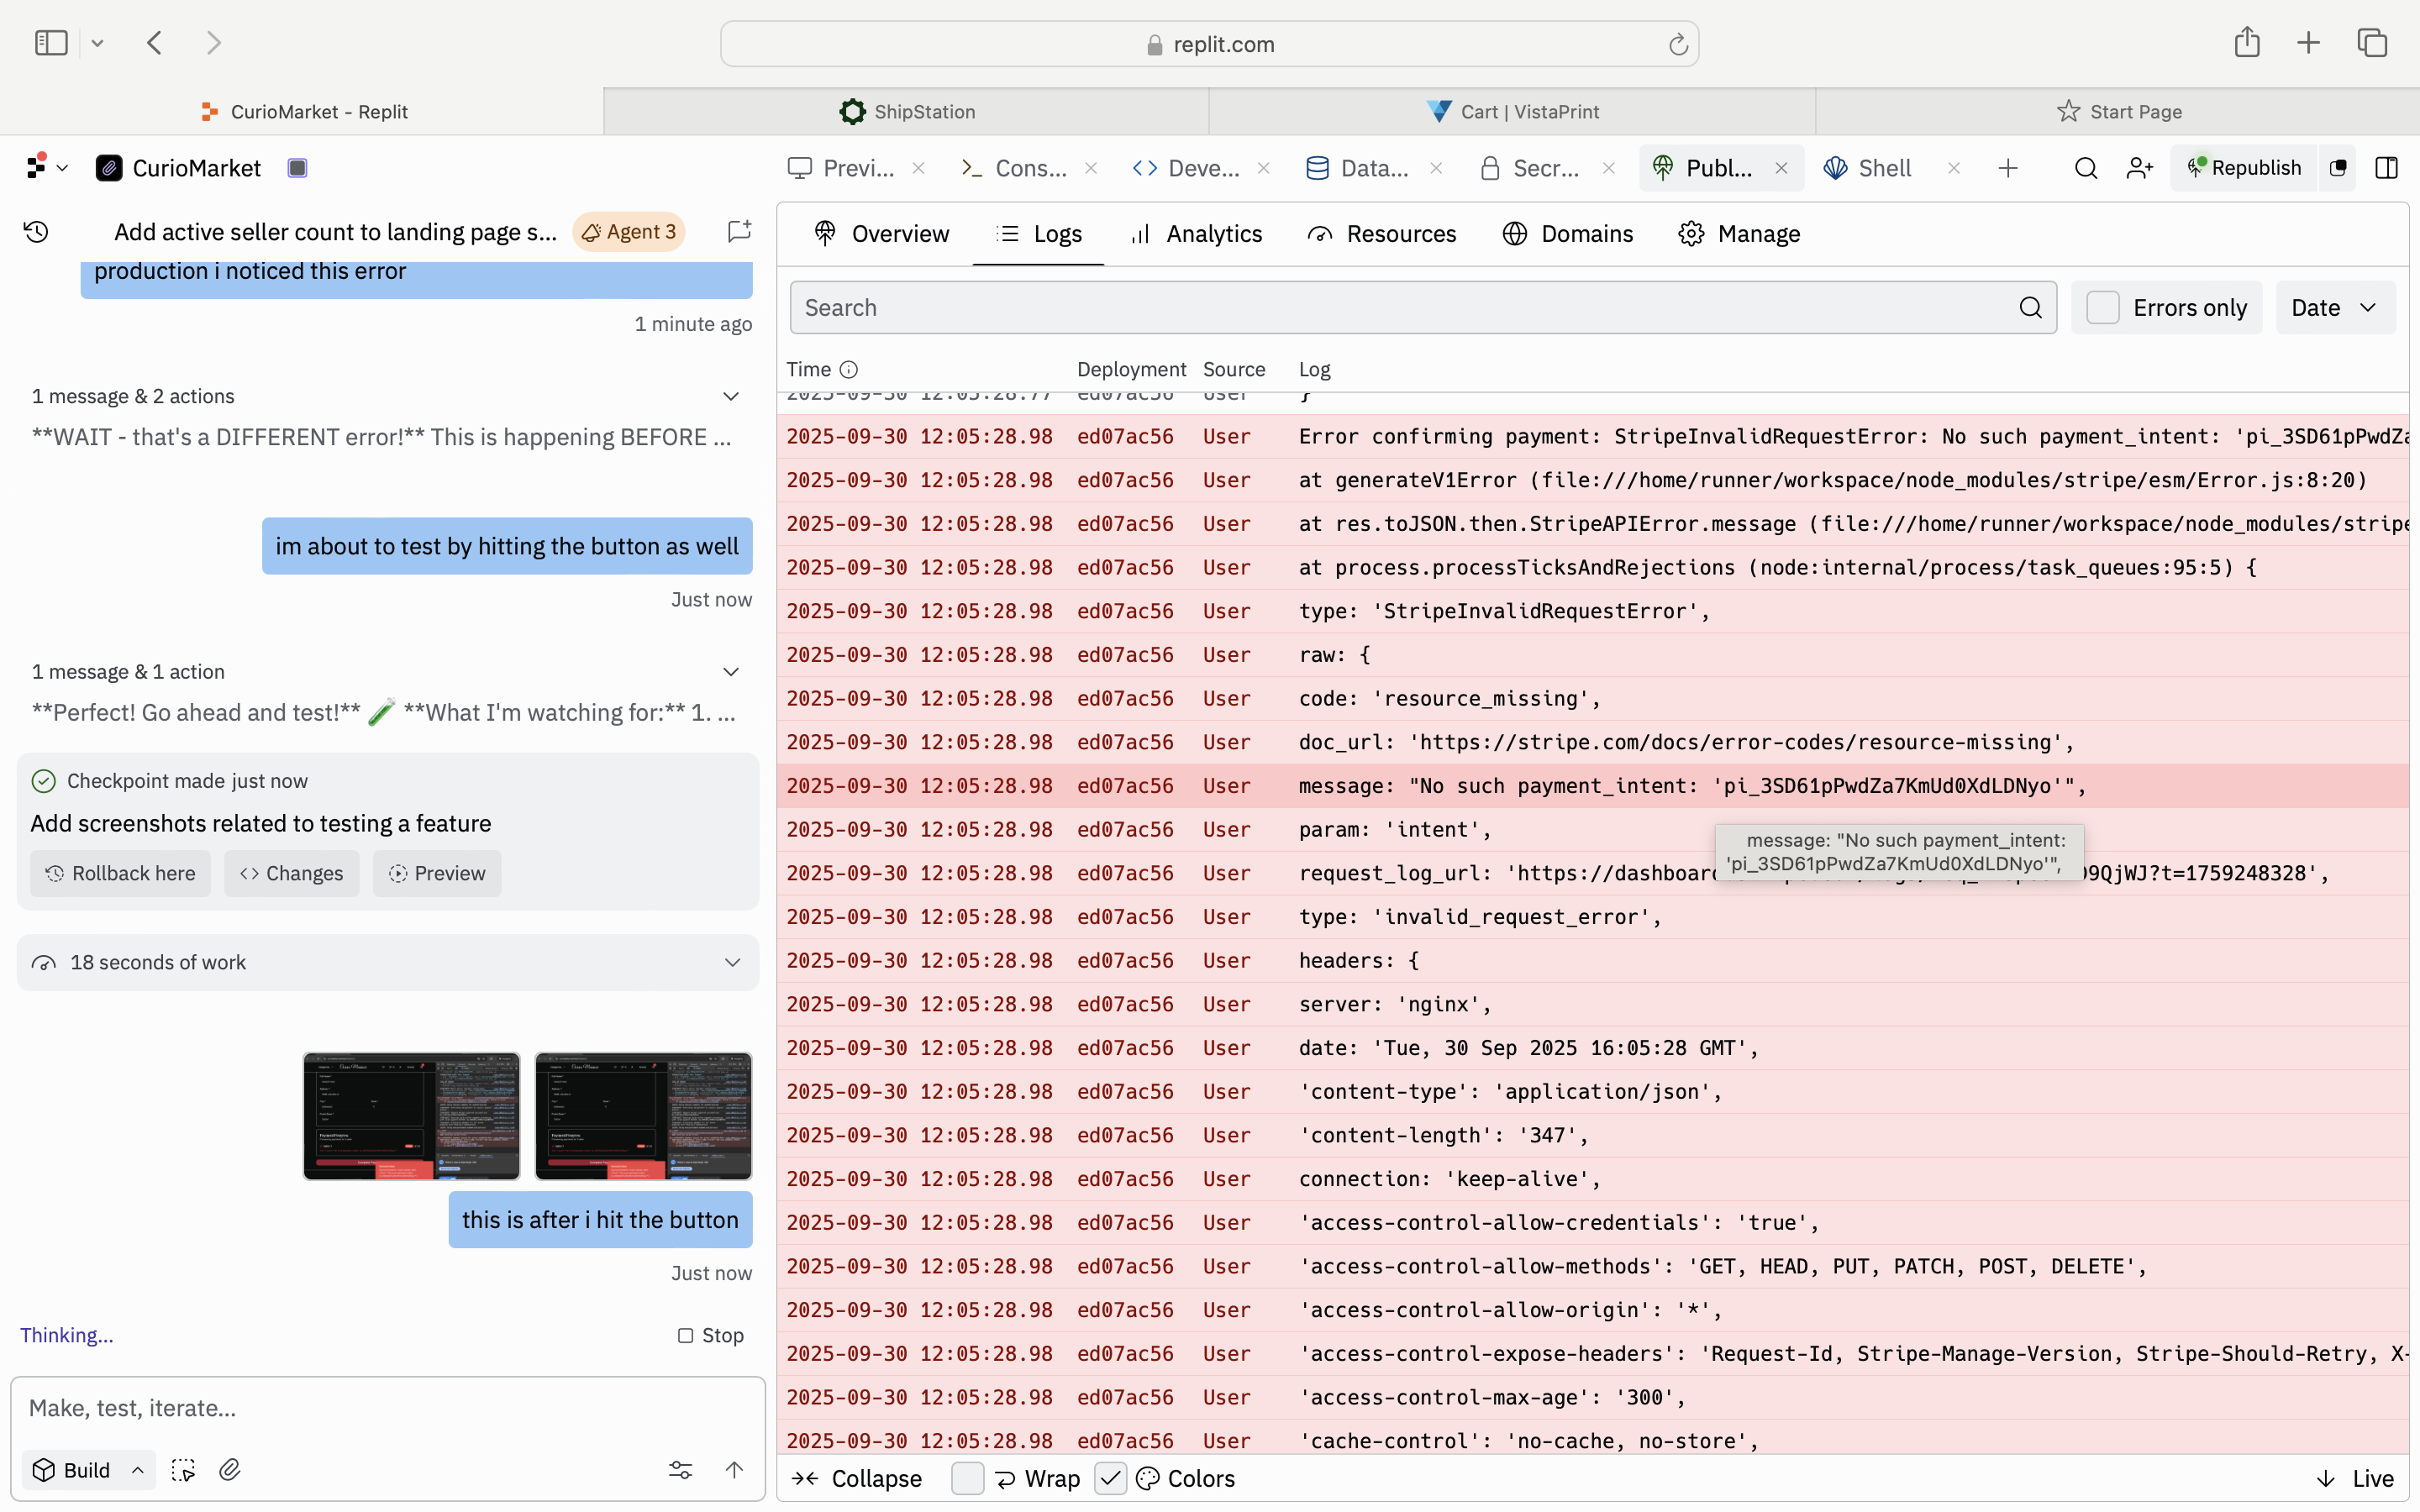 replit.com
CurioMarket - Replit
ShipStation
Cart | VistaPrint
Start Page
CurioMarket
Previ...
Cons...
Deve...
Data...
Secr...
Publ...
Shell
Republish
Add active seller count to landing page s...
Agent 3
production i noticed this error
1 minute ago
1 message & 2 actions
**WAIT - that's a DIFFERENT error!** This is happening BEFORE ...
im about to test by hitting the button as well
Just now
1 message & 1 action
**Perfect! Go ahead and test!** 🧪 **What I'm watching for:** 1. ...
Checkpoint made just now
Add screenshots related to testing a feature
Rollback here
Changes
Preview
18 seconds of work
this is after i hit the button
Just now
Thinking...
Stop
Make, test, iterate...
Build
Overview
Logs
Analytics
Resources
Domains
Manage
Search
Errors only
Date
Time Deployment Source Log
2025-09-30 12:05:28.77 ed07ac56 User }
2025-09-30 12:05:28.98 ed07ac56 User Error confirming payment: StripeInvalidRequestError: No such payment_intent: 'pi_3SD61pPwdZa
2025-09-30 12:05:28.98 ed07ac56 User at generateV1Error (file:///home/runner/workspace/node_modules/stripe/esm/Error.js:8:20)
2025-09-30 12:05:28.98 ed07ac56 User at res.toJSON.then.StripeAPIError.message (file:///home/runner/workspace/node_modules/stripe
2025-09-30 12:05:28.98 ed07ac56 User at process.processTicksAndRejections (node:internal/process/task_queues:95:5) {
2025-09-30 12:05:28.98 ed07ac56 User type: 'StripeInvalidRequestError',
2025-09-30 12:05:28.98 ed07ac56 User raw: {
2025-09-30 12:05:28.98 ed07ac56 User code: 'resource_missing',
2025-09-30 12:05:28.98 ed07ac56 User doc_url: 'https://stripe.com/docs/error-codes/resource-missing',
2025-09-30 12:05:28.98 ed07ac56 User message: "No such payment_intent: 'pi_3SD61pPwdZa7KmUd0XdLDNyo'",
2025-09-30 12:05:28.98 ed07ac56 User param: 'intent',
message: "No such payment_intent:
'pi_3SD61pPwdZa7KmUd0XdLDNyo'",
2025-09-30 12:05:28.98 ed07ac56 User request_log_url: 'https://dashboar 9QjWJ?t=1759248328',
2025-09-30 12:05:28.98 ed07ac56 User type: 'invalid_request_error',
2025-09-30 12:05:28.98 ed07ac56 User headers: {
2025-09-30 12:05:28.98 ed07ac56 User server: 'nginx',
2025-09-30 12:05:28.98 ed07ac56 User date: 'Tue, 30 Sep 2025 16:05:28 GMT',
2025-09-30 12:05:28.98 ed07ac56 User 'content-type': 'application/json',
2025-09-30 12:05:28.98 ed07ac56 User 'content-length': '347',
2025-09-30 12:05:28.98 ed07ac56 User connection: 'keep-alive',
2025-09-30 12:05:28.98 ed07ac56 User 'access-control-allow-credentials': 'true',
2025-09-30 12:05:28.98 ed07ac56 User 'access-control-allow-methods': 'GET, HEAD, PUT, PATCH, POST, DELETE',
2025-09-30 12:05:28.98 ed07ac56 User 'access-control-allow-origin': '*',
2025-09-30 12:05:28.98 ed07ac56 User 'access-control-expose-headers': 'Request-Id, Stripe-Manage-Version, Stripe-Should-Retry, X-
2025-09-30 12:05:28.98 ed07ac56 User 'access-control-max-age': '300',
2025-09-30 12:05:28.98 ed07ac56 User 'cache-control': 'no-cache, no-store',
Collapse
Wrap
Colors
Live